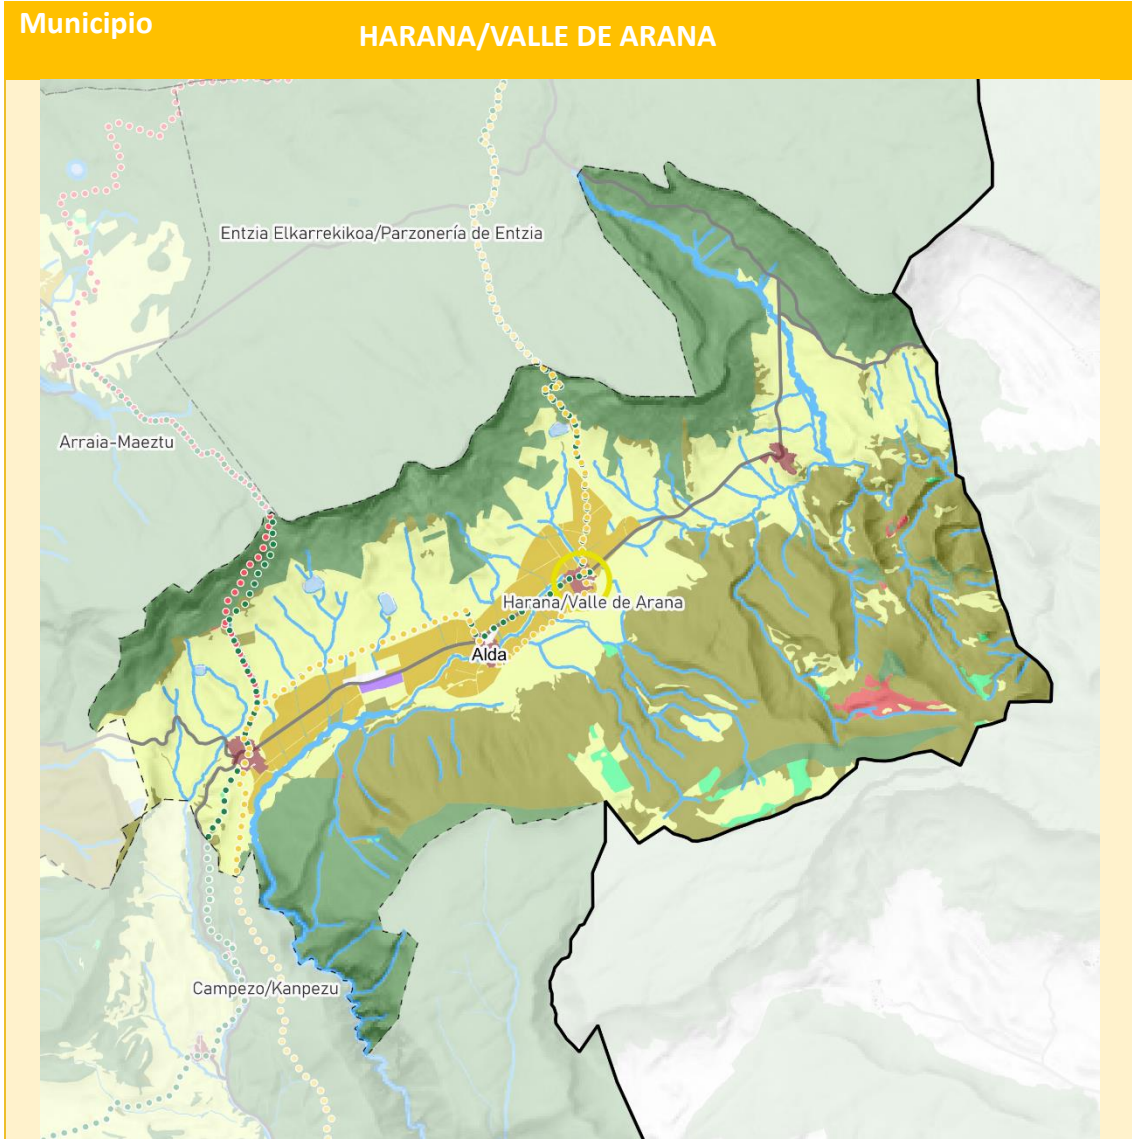 Municipio
HARANA/VALLE DE ARANA
Entzia Elkarrekikoa/Parzonería de Entzia
Arraia-Maeztu
Harana/Valle de Arana
Alda
Campezo/Kanpezu